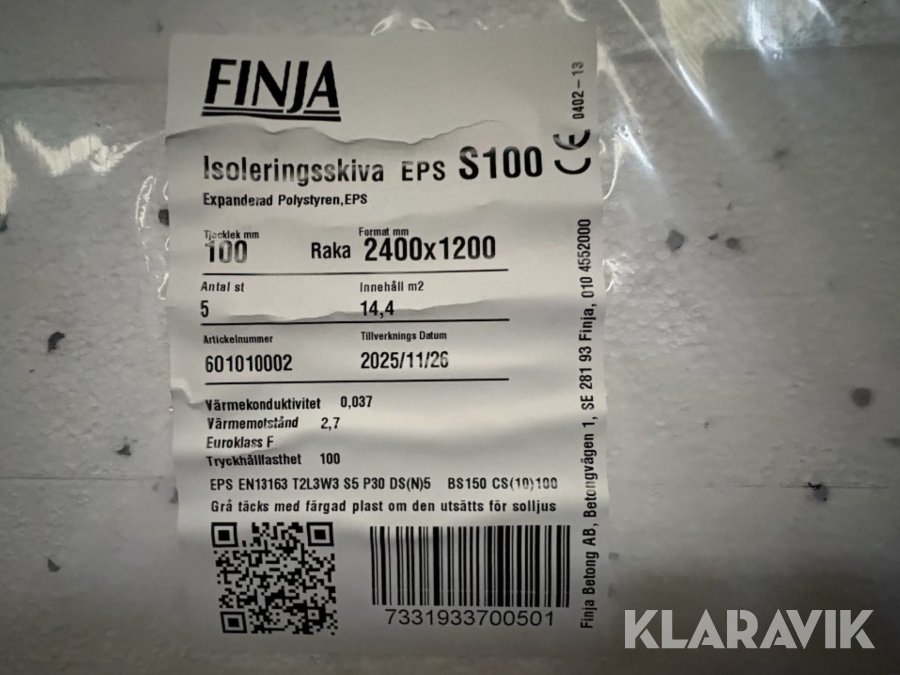 FINJA
Isoleringsskiva EPS S100
Expanderad Polystyren,EPS
Tjocklek mm
Format mm
100 Raka 2400x1200
Antal st
Innehåll m2
5
14,4
Artickelnummer
Tillverknings Datum
601010002
2025/11/26
Värmekonduktivitet 0,037
Värmemotstånd 2,7
Euroklass F
Tryckhållfasthet 100
EPS EN13163 T2L3W3 S5 P30 DS(N)5 BS150 CS(10)100
Grå täcks med färgad plast om den utsätts för solljus
7331933700501
CE 0402-13
Finja Betong AB, Betongvägen 1, SE 281 93 Finja, 010 4552000
KLARAVIK